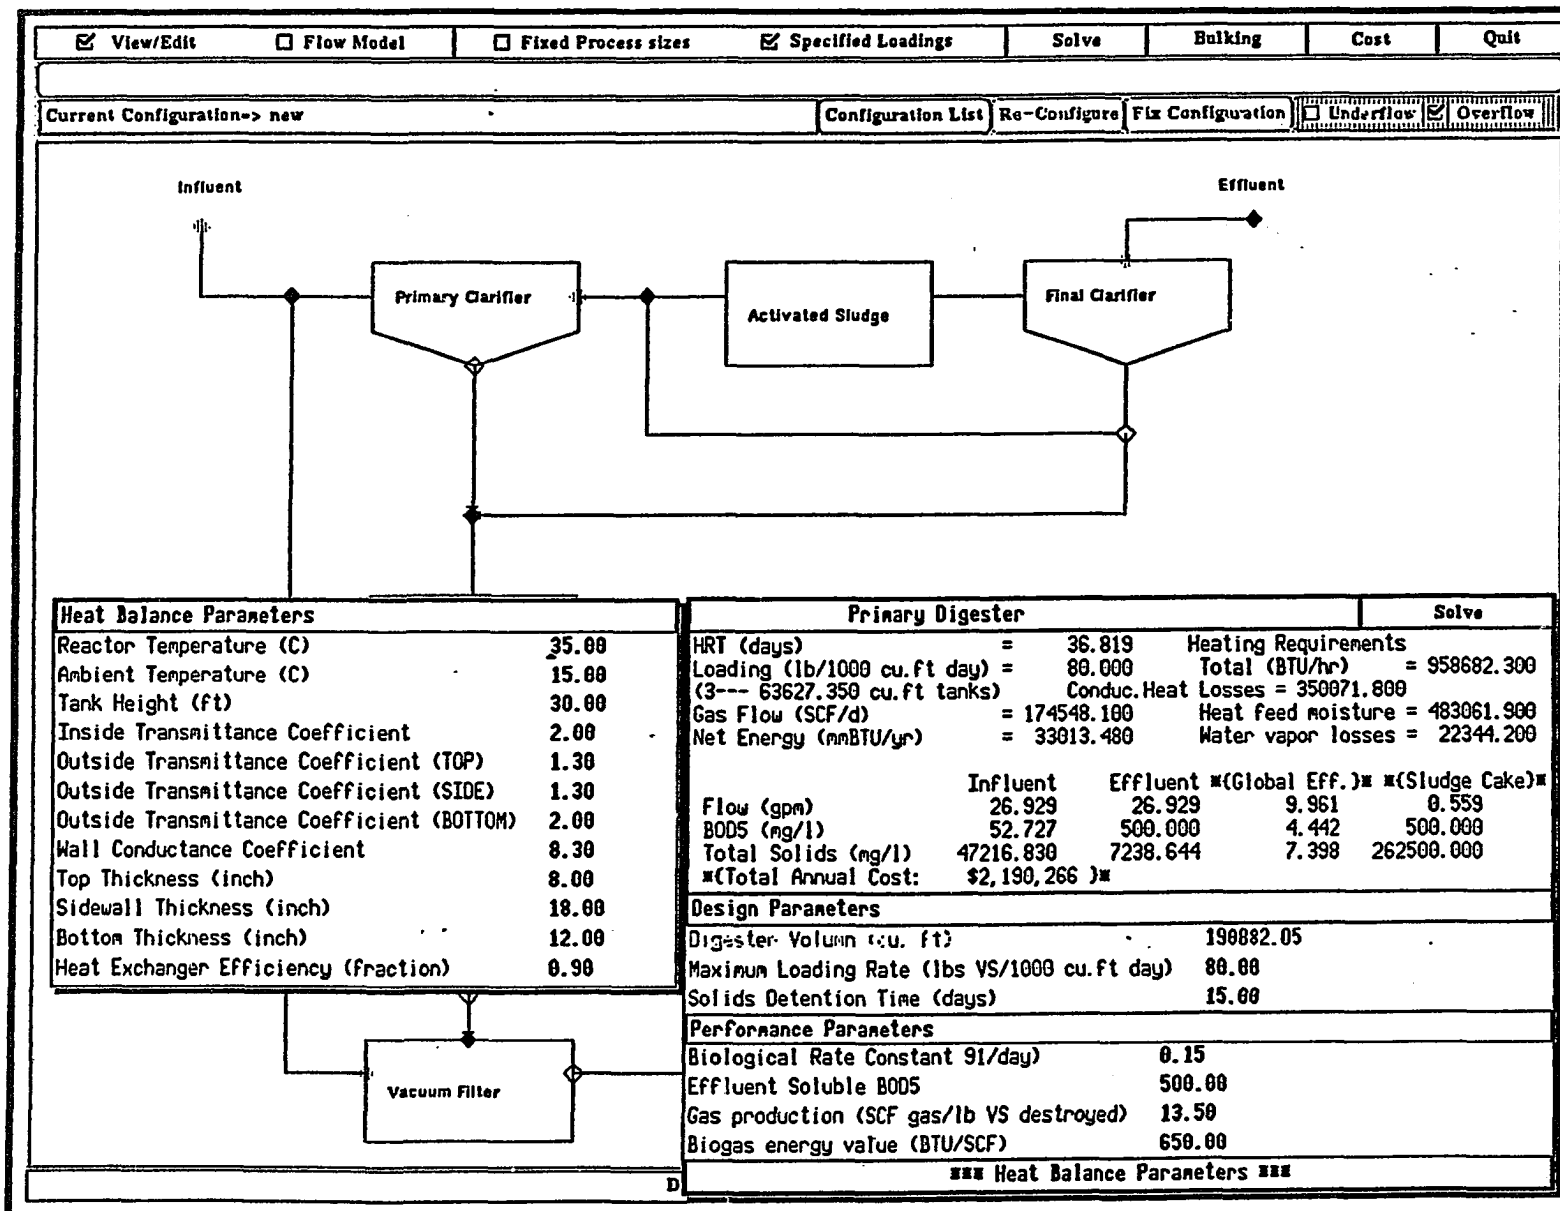 View/Edit Flow Model Fixed Process sizes Specified Loadings Solve Bulking Cost Quit
Current Configuration=> new Configuration List Re-Configure Fix Configuration Underflow Overflow
Influent
Effluent
Primary Clarifier
Activated Sludge
Final Clarifier
Heat Balance Parameters
Reactor Temperature (C) 35.00
Ambient Temperature (C) 15.00
Tank Height (ft) 30.00
Inside Transmittance Coefficient 2.00
Outside Transmittance Coefficient (TOP) 1.30
Outside Transmittance Coefficient (SIDE) 1.30
Outside Transmittance Coefficient (BOTTOM) 2.00
Wall Conductance Coefficient 8.30
Top Thickness (inch) 8.00
Sidewall Thickness (inch) 18.00
Bottom Thickness (inch) 12.00
Heat Exchanger Efficiency (fraction) 0.90
Vacuum Filter
D
Primary Digester Solve
HRT (days) = 36.819 Heating Requirements
Loading (lb/1000 cu.ft day) = 80.000 Total (BTU/hr) = 958682.300
(3--- 63627.350 cu.ft tanks) Conduc.Heat Losses = 350071.800
Gas Flow (SCF/d) = 174548.100 Heat feed moisture = 483061.900
Net Energy (mmBTU/yr) = 33013.480 Water vapor losses = 22344.200
Influent Effluent *(Global Eff.)* *(Sludge Cake)*
Flow (gpm) 26.929 26.929 9.961 0.559
BOD5 (mg/l) 52.727 500.000 4.442 500.000
Total Solids (mg/l) 47216.830 7238.644 7.398 262500.000
*(Total Annual Cost: $2,190,266 )*
Design Parameters
Digester Volumn (cu. ft) 190882.05
Maximum Loading Rate (lbs VS/1000 cu.ft day) 80.00
Solids Detention Time (days) 15.00
Performance Parameters
Biological Rate Constant 91/day) 0.15
Effluent Soluble BOD5 500.00
Gas production (SCF gas/lb VS destroyed) 13.50
Biogas energy value (BTU/SCF) 650.00
*** Heat Balance Parameters ***